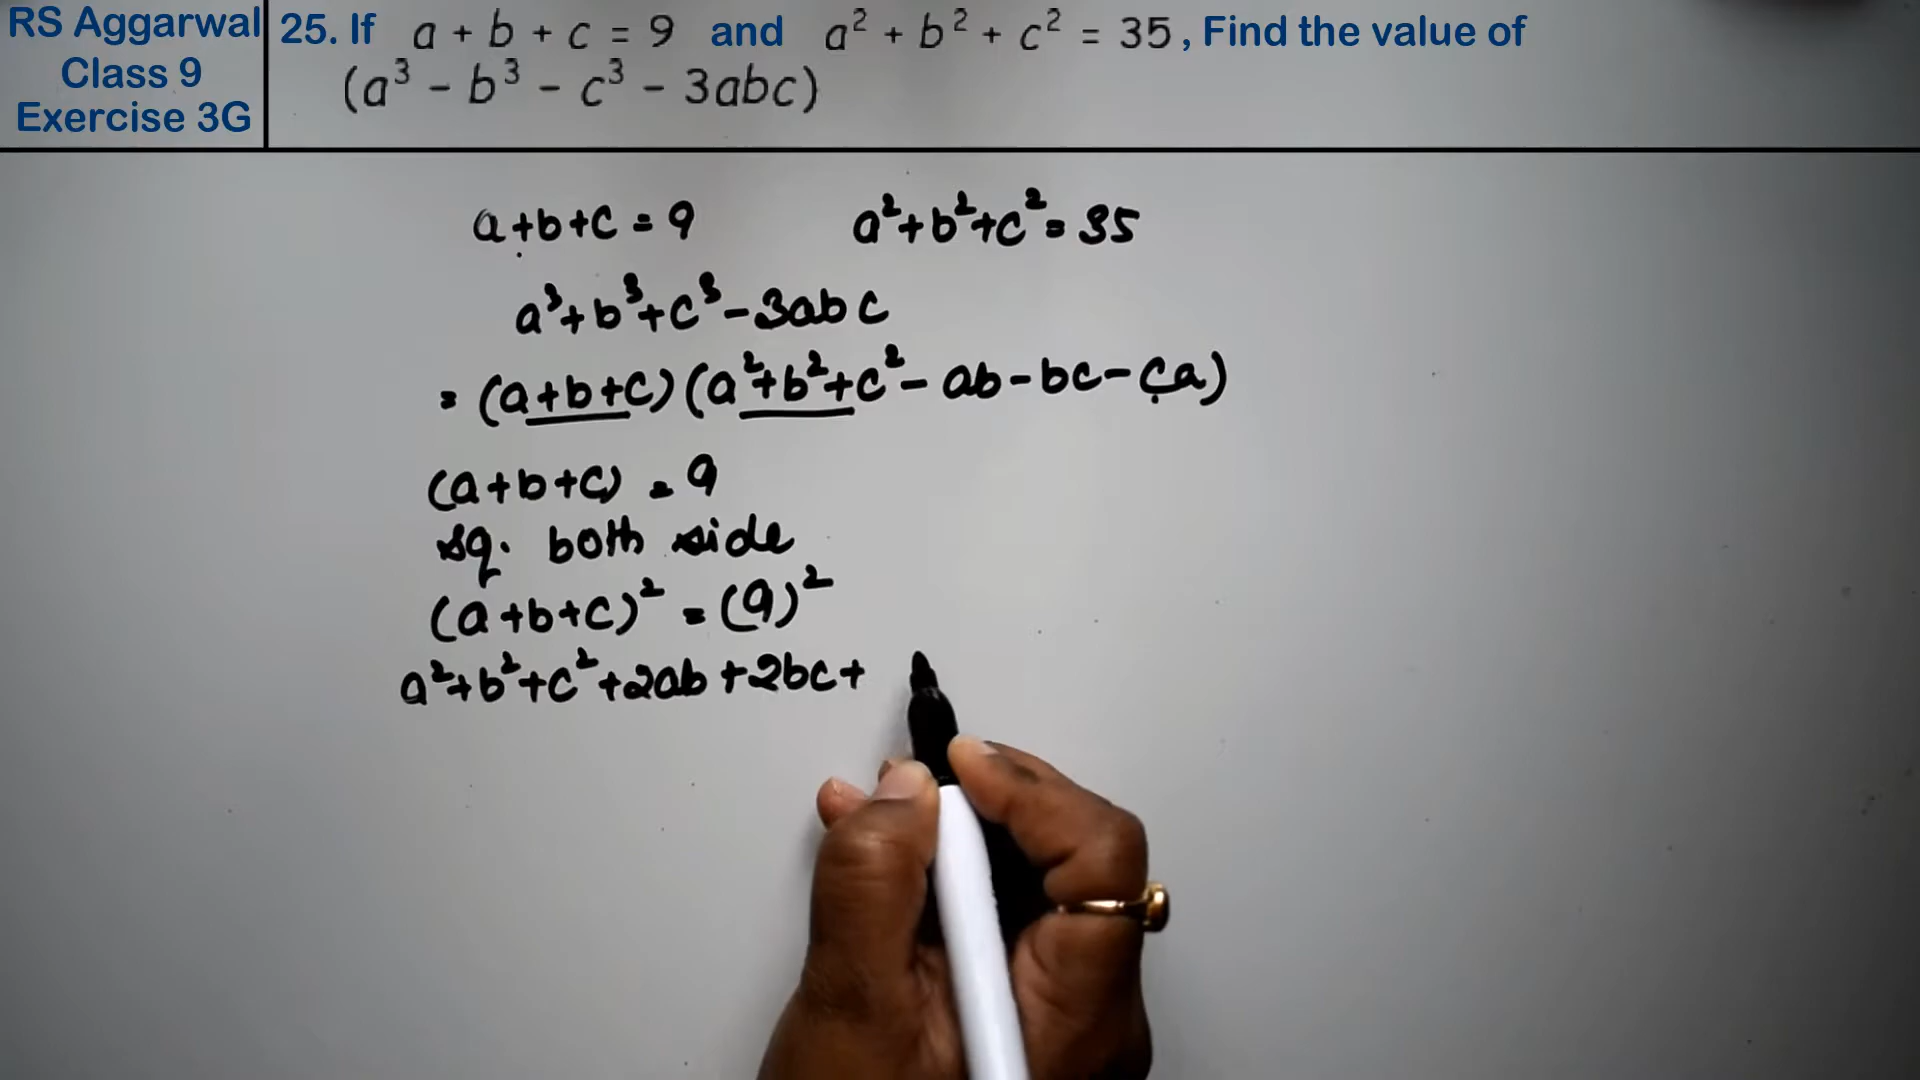 RS Aggarwal
Class 9
Exercise 3G
25. If a + b + c = 9 and a² + b² + c² = 35, Find the value of
(a³ - b³ - c³ - 3abc)
a+b+c = 9 a²+b²+c² = 35
a³+b³+c³-3abc
= (a+b+c)(a²+b²+c²- ab-bc-ca)
(a+b+c) = 9
sq. both side
(a+b+c)² = (9)²
a²+b²+c²+2ab+2bc+